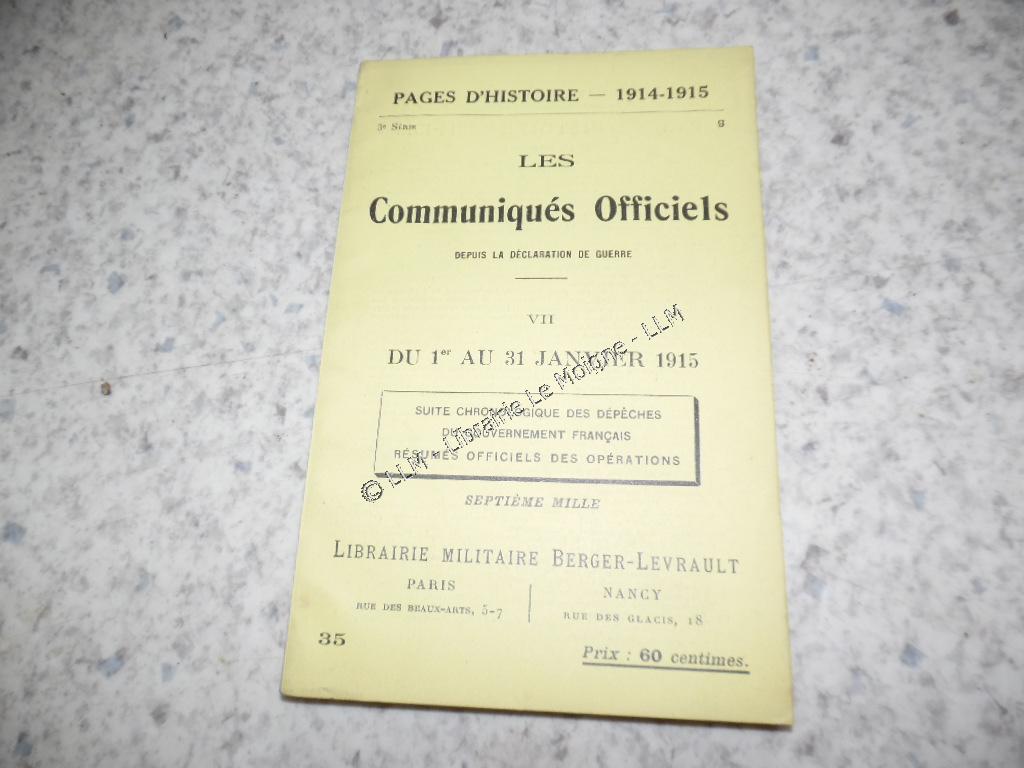 PAGES D'HISTOIRE — 1914-1915
3e Série 9
LES
Communiqués Officiels
DEPUIS LA DÉCLARATION DE GUERRE
VII
DU 1er AU 31 JANVIER 1915
SUITE CHRONOLOGIQUE DES DÉPÊCHES
DU GOUVERNEMENT FRANÇAIS
RÉSUMÉS OFFICIELS DES OPÉRATIONS
© LLM - Librairie Le Moigne - LLM
SEPTIÈME MILLE
LIBRAIRIE MILITAIRE BERGER-LEVRAULT
PARIS
RUE DES BEAUX-ARTS, 5-7
NANCY
RUE DES GLACIS, 18
35
Prix : 60 centimes.